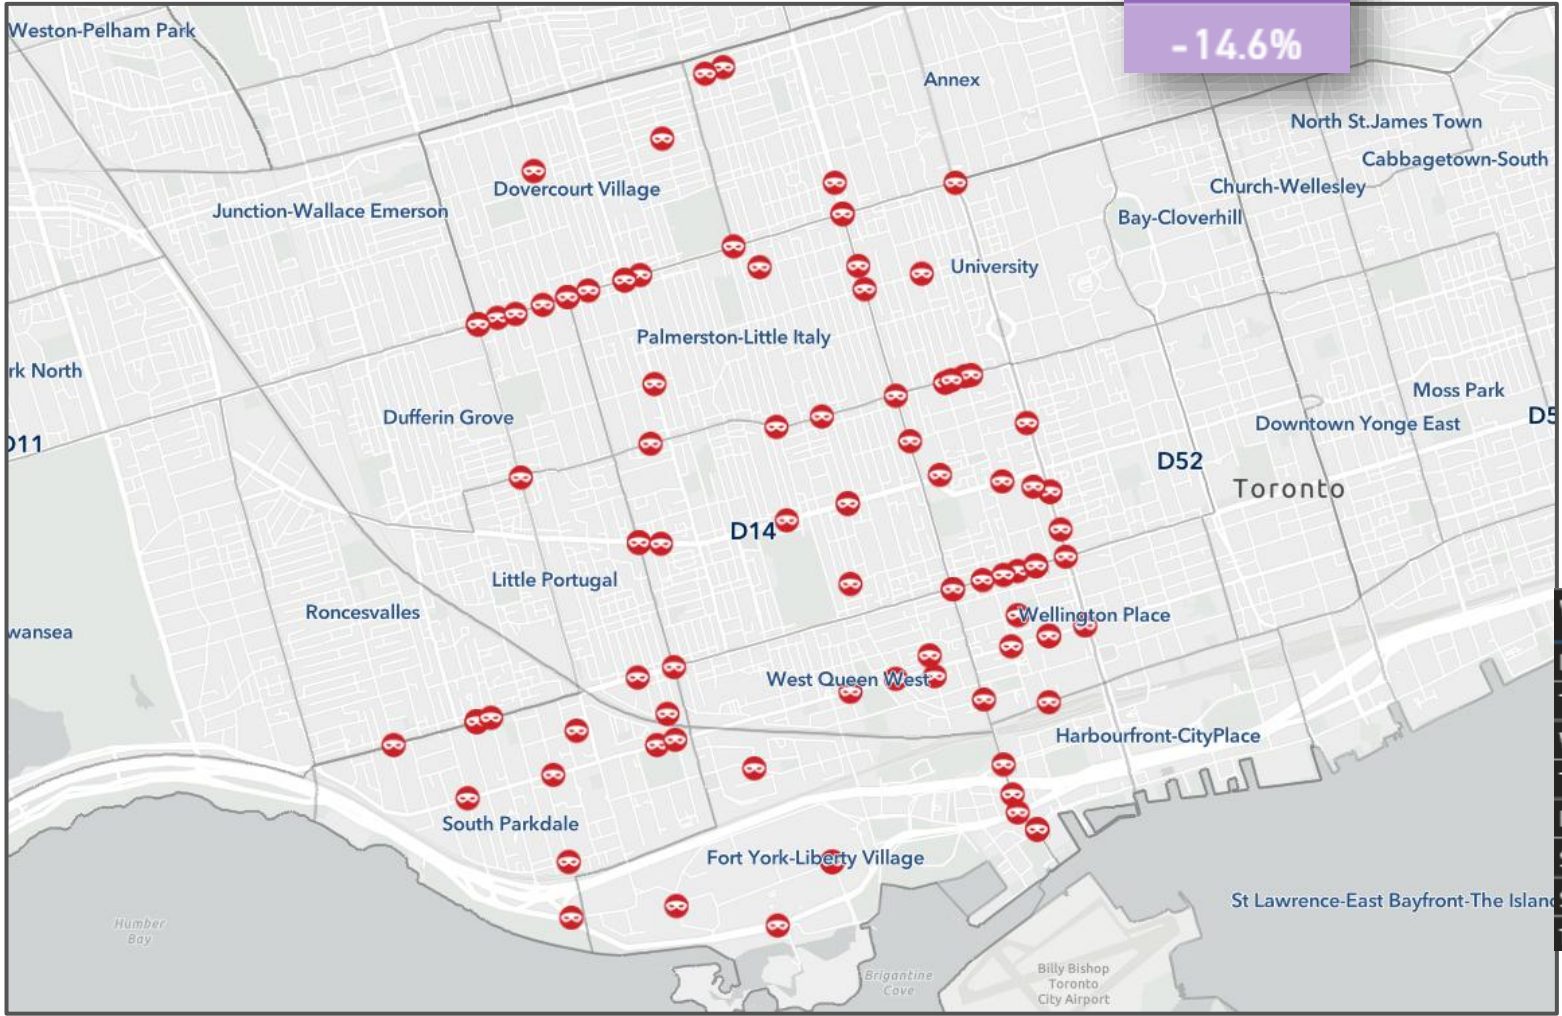 Weston-Pelham Park
-14.6%
Annex
North St.James Town
Cabbagetown-South
Dovercourt Village
Church-Wellesley
Junction-Wallace Emerson
Bay-Cloverhill
University
Palmerston-Little Italy
rk North
Moss Park
Dufferin Grove
Downtown Yonge East
D5
D11
D52
Toronto
D14
Little Portugal
Roncesvalles
Wellington Place
wansea
West Queen West
Harbourfront-CityPlace
South Parkdale
Fort York-Liberty Village
St Lawrence-East Bayfront-The Islan
Humber
Bay
Brigantine
Cove
Billy Bishop
Toronto
City Airport